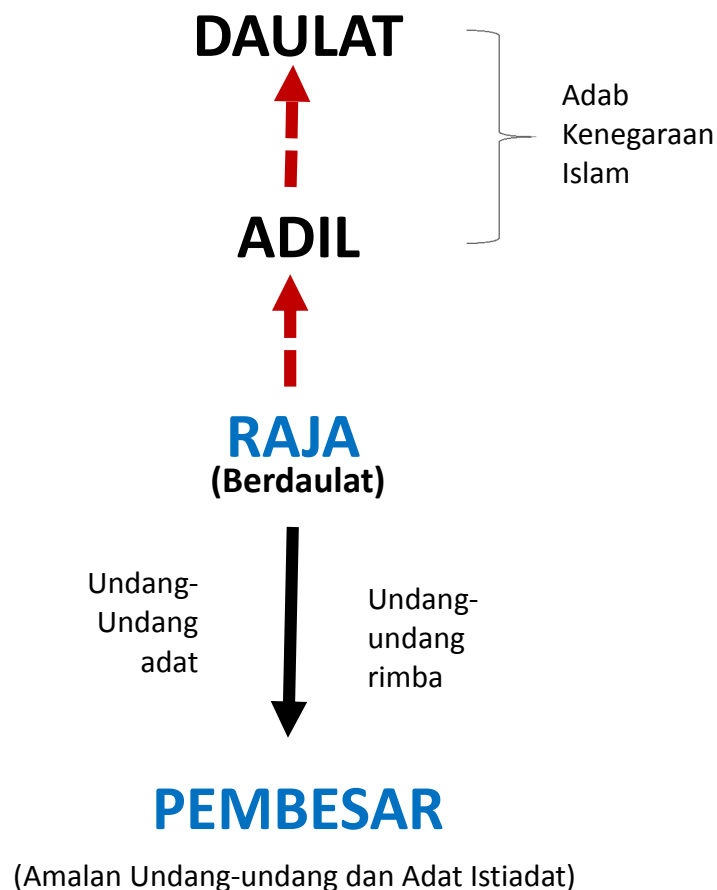 DAULAT
Adab
Kenegaraan
Islam
ADIL
RAJA
(Berdaulat)
Undang-
Undang
adat
Undang-
undang
rimba
PEMBESAR
(Amalan Undang-undang dan Adat Istiadat)